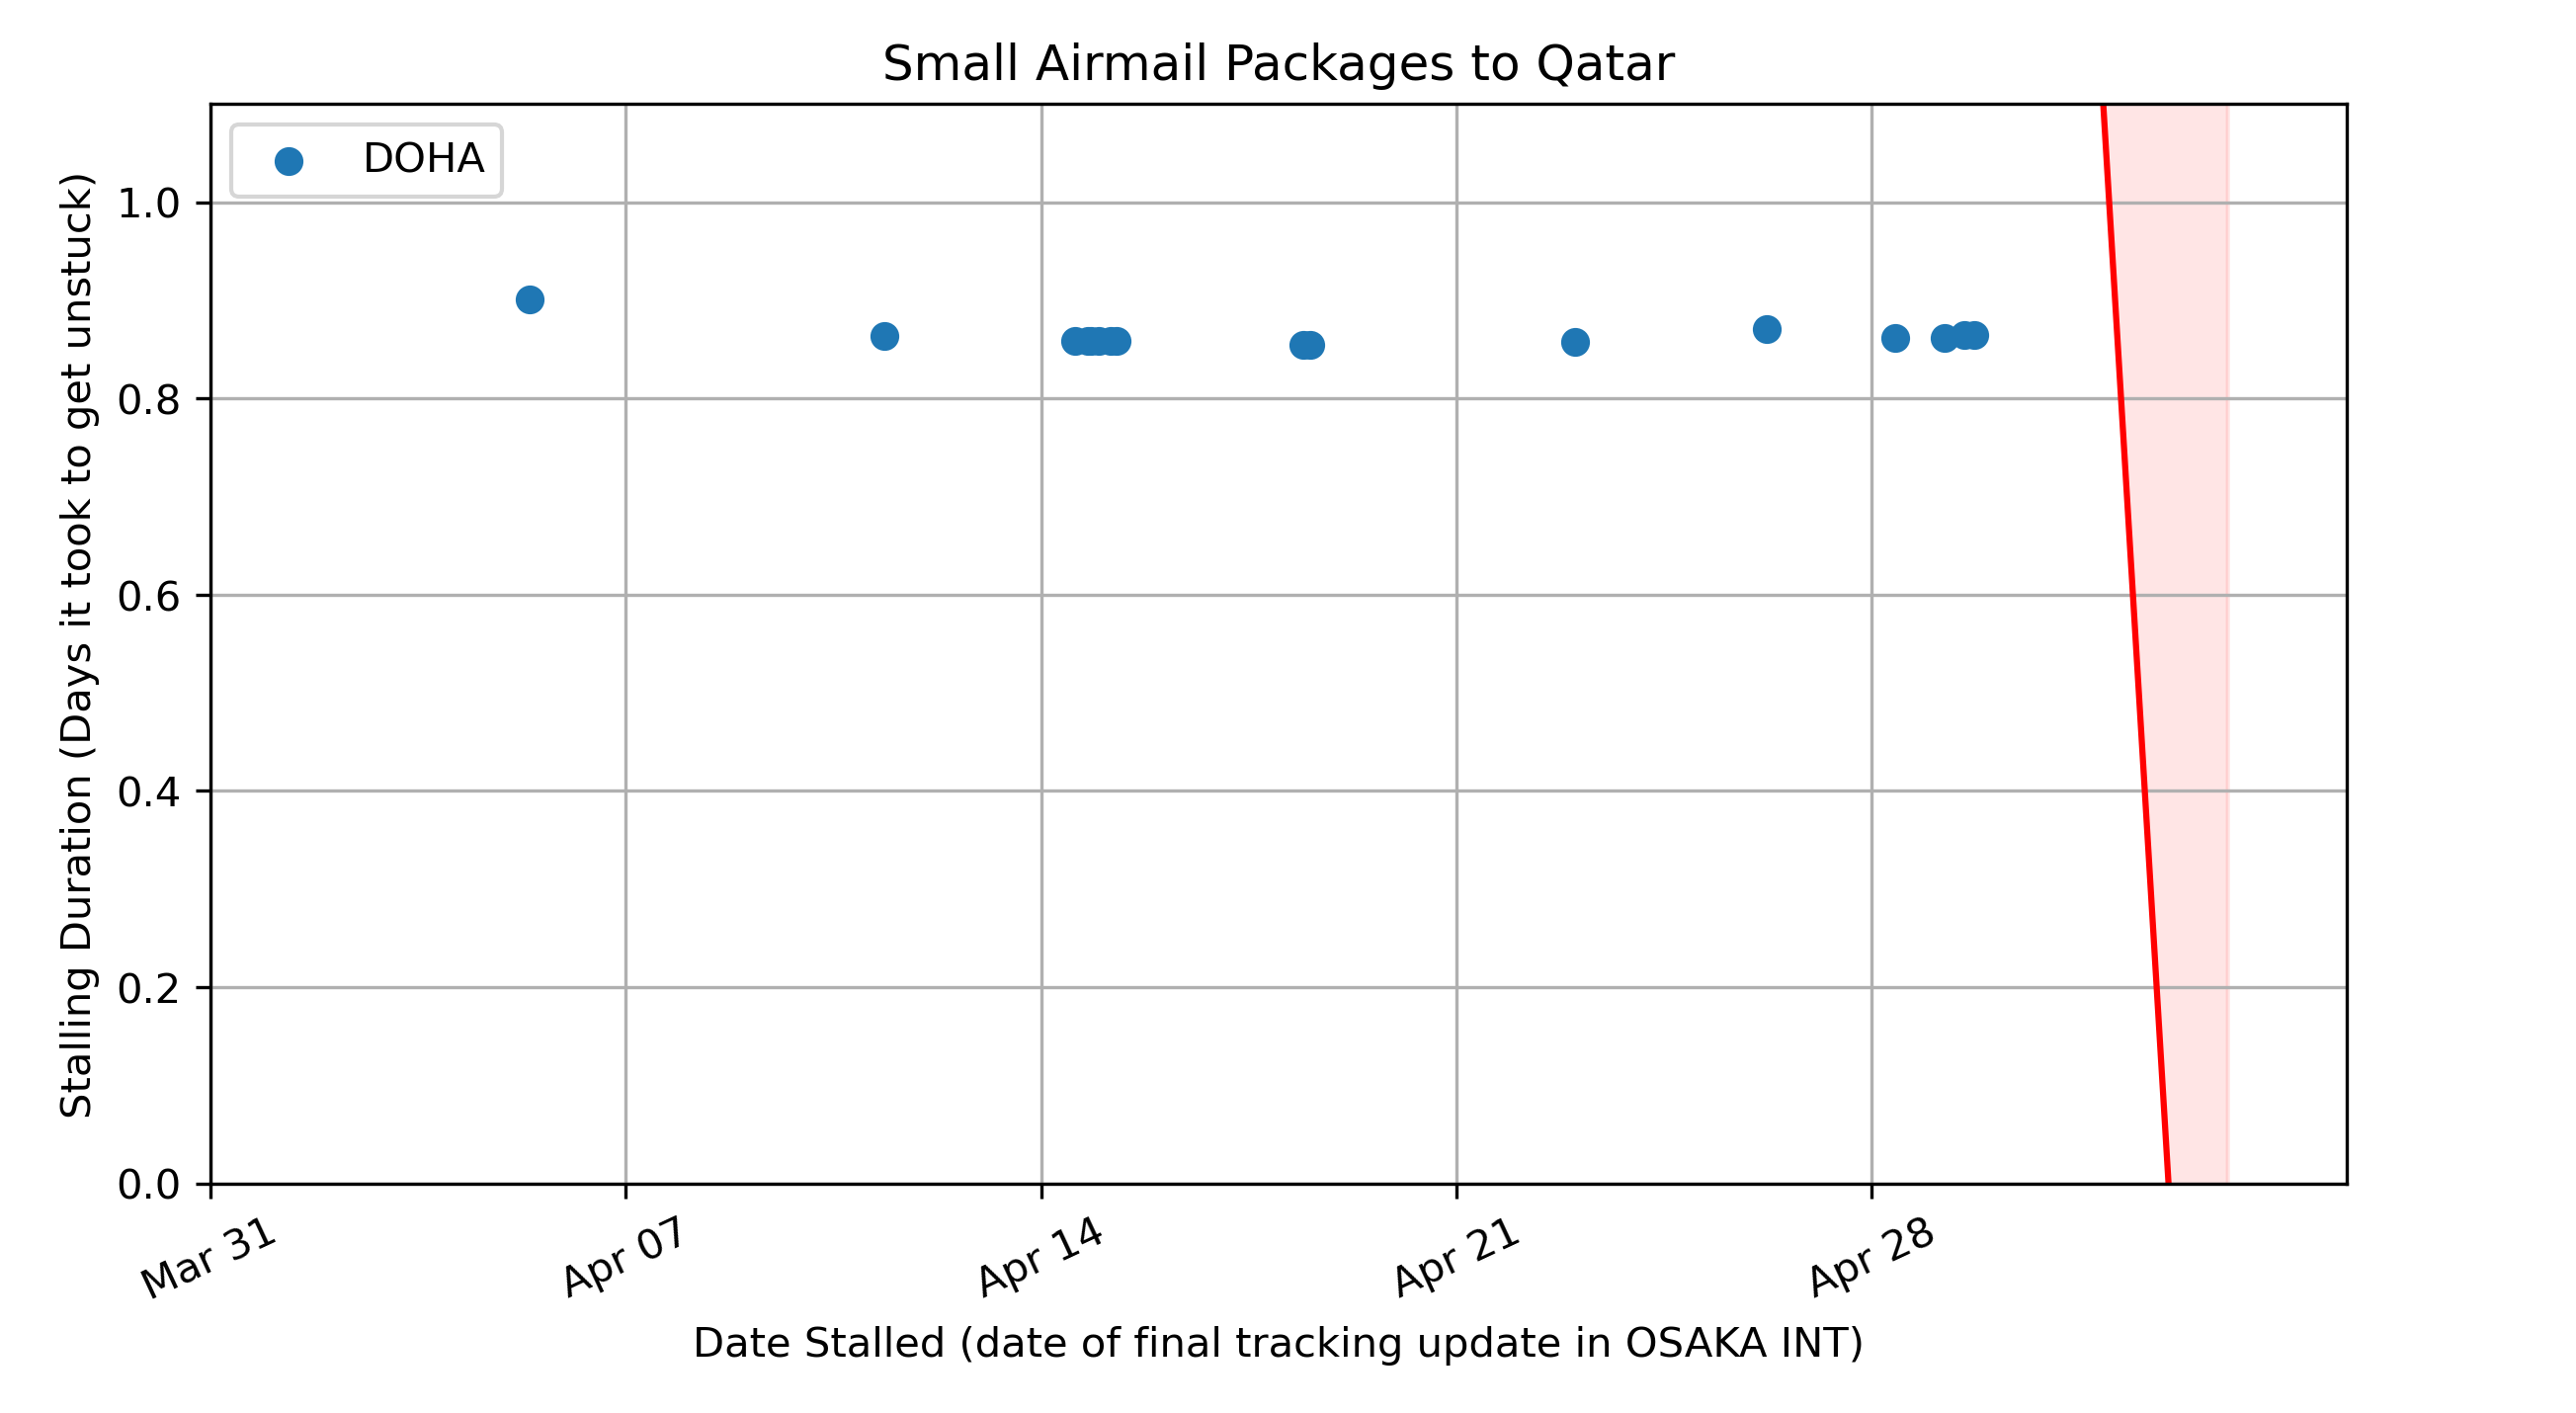 Small Airmail Packages to Qatar
DOHA
Stalling Duration (Days it took to get unstuck)
1.0
0.8
0.6
0.4
0.2
0.0
Mar 31
Apr 07
Apr 14
Apr 21
Apr 28
Date Stalled (date of final tracking update in OSAKA INT)